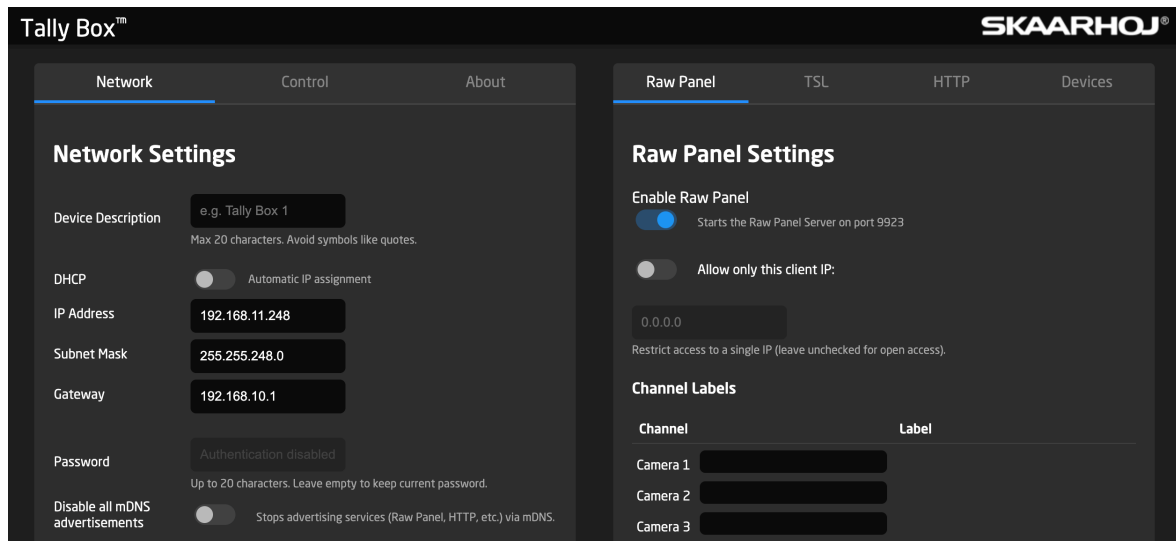 Tally Box™
SKAARHOJ®
Network Control About
Network Settings
Device Description e.g. Tally Box 1
Max 20 characters. Avoid symbols like quotes.
DHCP Automatic IP assignment
IP Address 192.168.11.248
Subnet Mask 255.255.248.0
Gateway 192.168.10.1
Password Authentication disabled
Up to 20 characters. Leave empty to keep current password.
Disable all mDNS
advertisements
Stops advertising services (Raw Panel, HTTP, etc.) via mDNS.
Raw Panel TSL HTTP Devices
Raw Panel Settings
Enable Raw Panel
Starts the Raw Panel Server on port 9923
Allow only this client IP:
0.0.0.0
Restrict access to a single IP (leave unchecked for open access).
Channel Labels
Channel Label
Camera 1
Camera 2
Camera 3